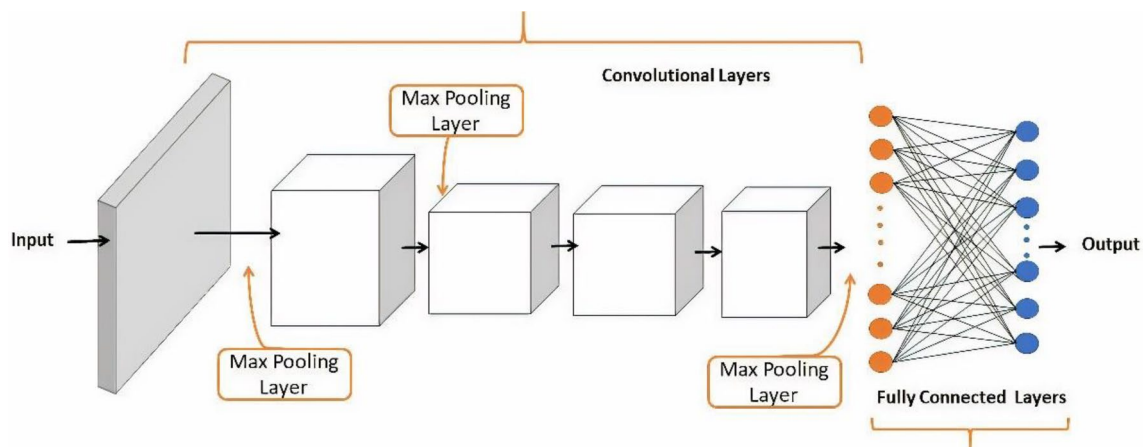 Convolutional Layers
Max Pooling
Layer
Input
Output
Max Pooling
Layer
Max Pooling
Layer
Fully Connected Layers